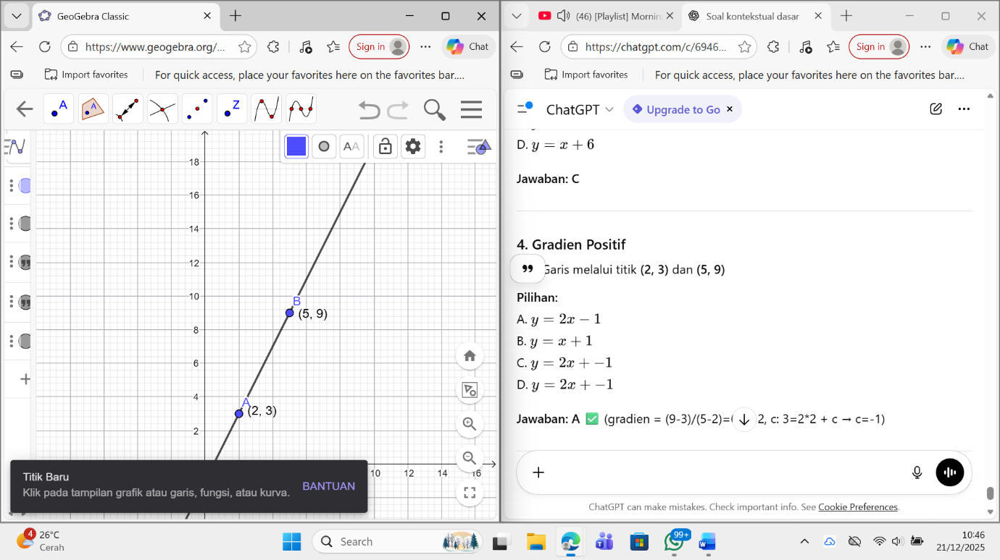 GeoGebra Classic
(46) [Playlist] Mornin
Soal kontekstual dasar
https://www.geogebra.org/...
Sign in
Chat
https://chatgpt.com/c/6946...
Sign in
Chat
Import favorites
For quick access, place your favorites here on the favorites bar....
Import favorites
For quick access, place your favorites here on the favorites bar....
A
A
Z
AA
ChatGPT
Upgrade to Go ×
18
16
14
12
10
8
6
4
2
10
12
14
16
B
(5, 9)
A
(2, 3)
Titik Baru
Klik pada tampilan grafik atau garis, fungsi, atau kurva.
BANTUAN
D. y = x + 6
Jawaban: C
4. Gradien Positif
Garis melalui titik (2, 3) dan (5, 9)
Pilihan:
A. y = 2x − 1
B. y = x + 1
C. y = 2x + −1
D. y = 2x + −1
Jawaban: A ✅ (gradien = (9-3)/(5-2)= 2, c: 3=2*2 + c → c=-1)
ChatGPT can make mistakes. Check important info. See Cookie Preferences.
4
26°C
Cerah
Search
99+
10:46
21/12/2025